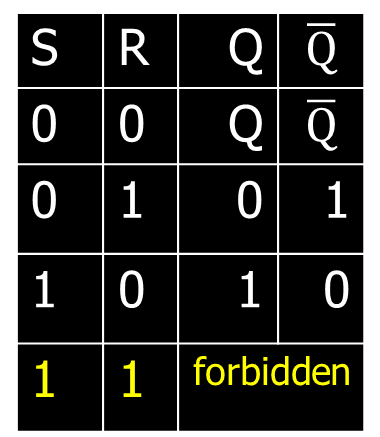 S R Q Q̅
0 0 Q Q̅
0 1 0 1
1 0 1 0
1 1 forbidden